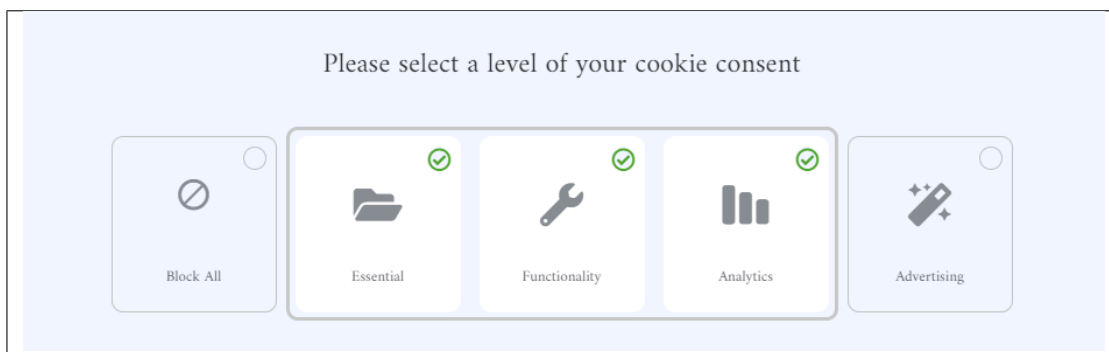 Please select a level of your cookie consent
Block All
Essential
Functionality
Analytics
Advertising